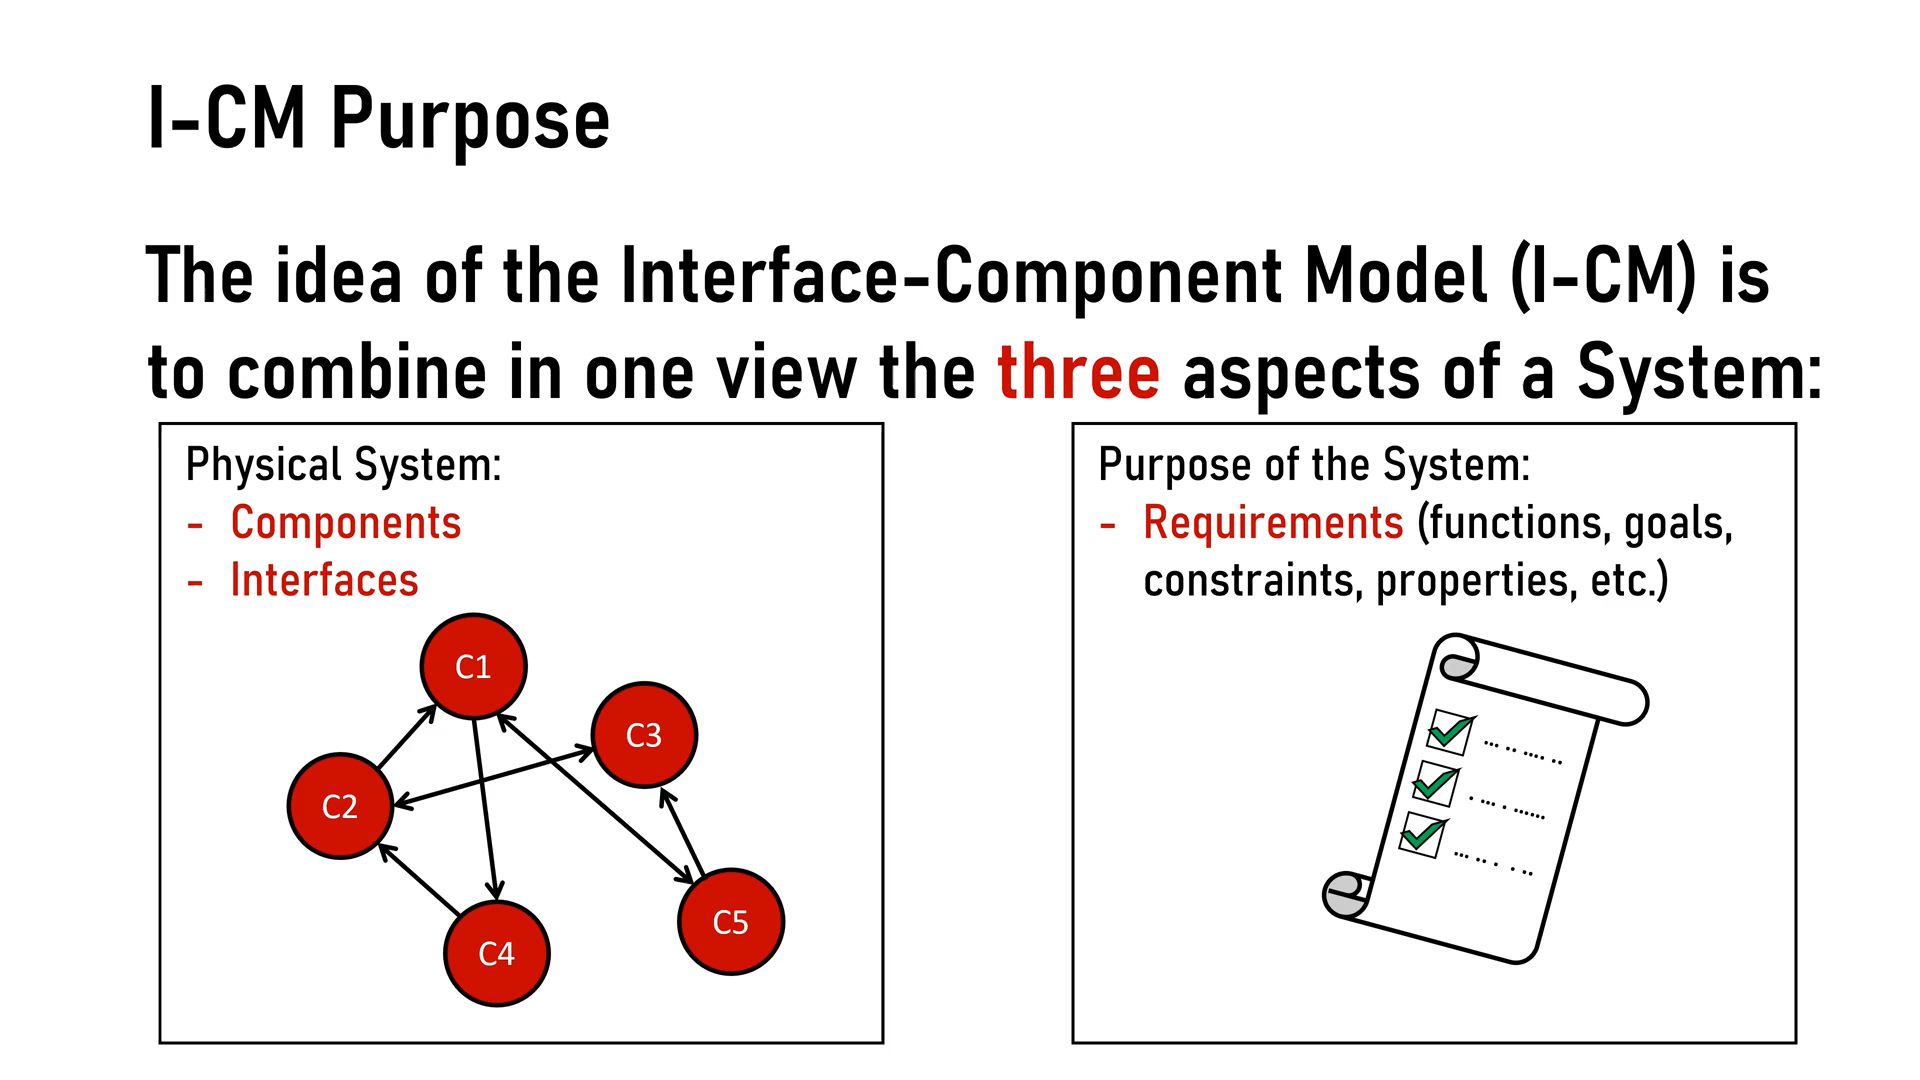 I-CM Purpose
The idea of the Interface-Component Model (I-CM) is
to combine in one view the three aspects of a System:
Physical System:
- Components
- Interfaces
C1
C3
C2
C5
C4
Purpose of the System:
- Requirements (functions, goals,
constraints, properties, etc.)